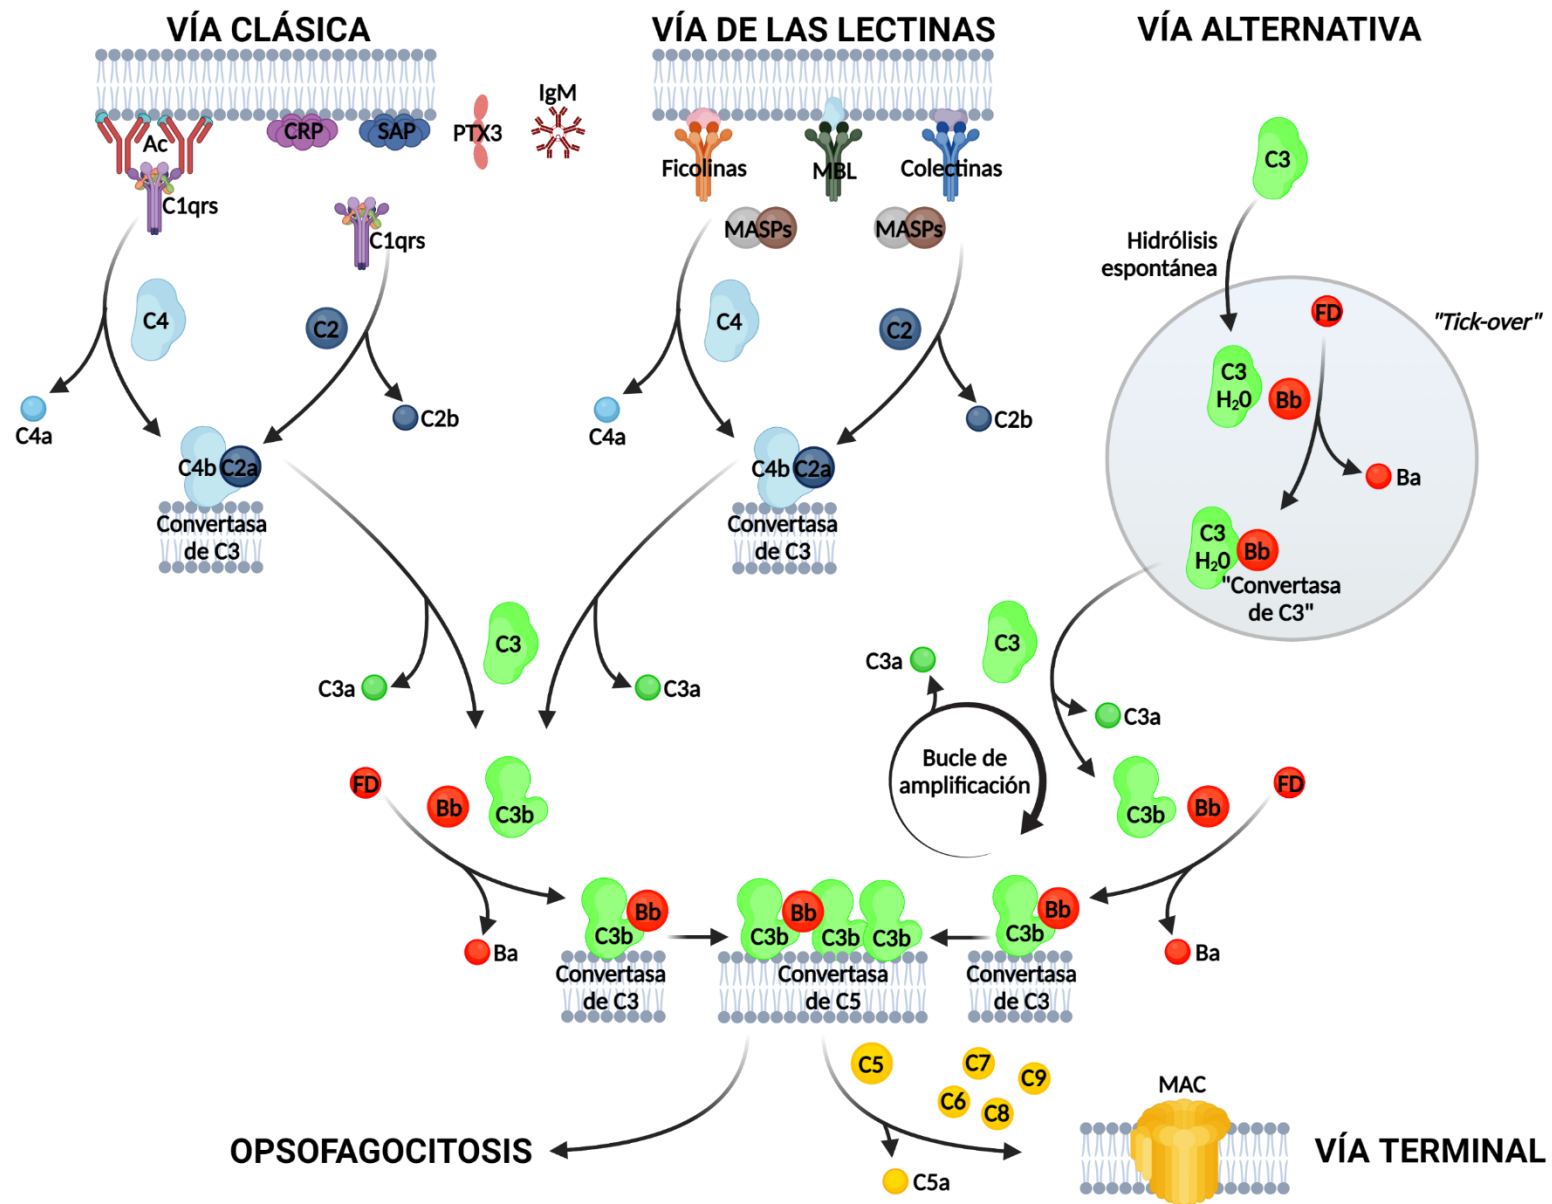 VÍA CLÁSICA
VÍA DE LAS LECTINAS
VÍA ALTERNATIVA
Ac
CRP
SAP
PTX3
IgM
C1qrs
C1qrs
Ficolinas
MBL
Colectinas
MASPs
MASPs
C3
Hidrólisis
espontánea
"Tick-over"
C4
C2
C4a
C2b
C4b
C2a
Convertasa
de C3
C4
C2
C4a
C2b
C4b
C2a
Convertasa
de C3
FD
C3
H₂0
Bb
Ba
C3
H₂0
Bb
"Convertasa
de C3"
C3
C3a
C3a
C3
C3a
C3a
Bucle de
amplificación
FD
Bb
C3b
C3b
Bb
FD
Ba
C3b
Bb
Convertasa
de C3
C3b
Bb
C3b
C3b
Convertasa
de C5
C3b
Bb
Convertasa
de C3
Ba
C5
C7
C9
C6
C8
C5a
MAC
OPSOFAGOCITOSIS
VÍA TERMINAL